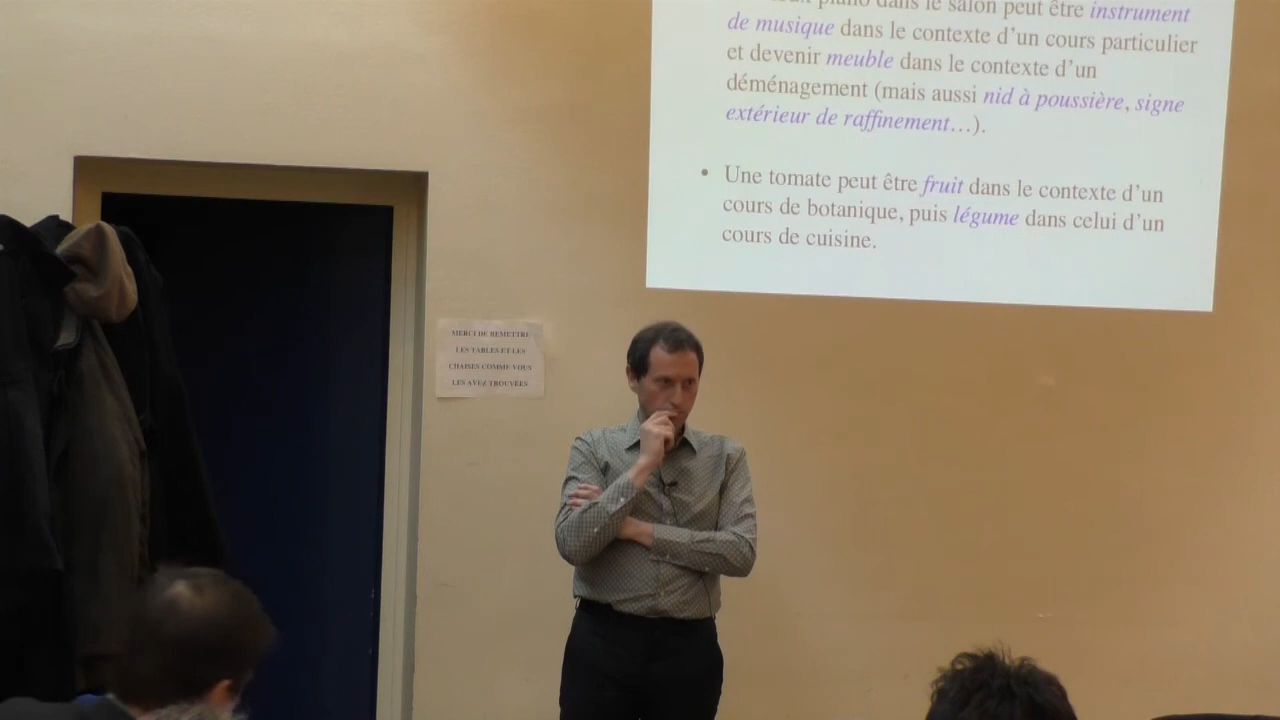 piano dans le salon peut être instrument
de musique dans le contexte d'un cours particulier
et devenir meuble dans le contexte d'un
déménagement (mais aussi nid à poussière, signe
extérieur de raffinement…).
• Une tomate peut être fruit dans le contexte d'un
cours de botanique, puis légume dans celui d'un
cours de cuisine.
MERCI DE REMETTRE
LES TABLES ET LES
CHAISES COMME VOUS
LES AVEZ TROUVÉES